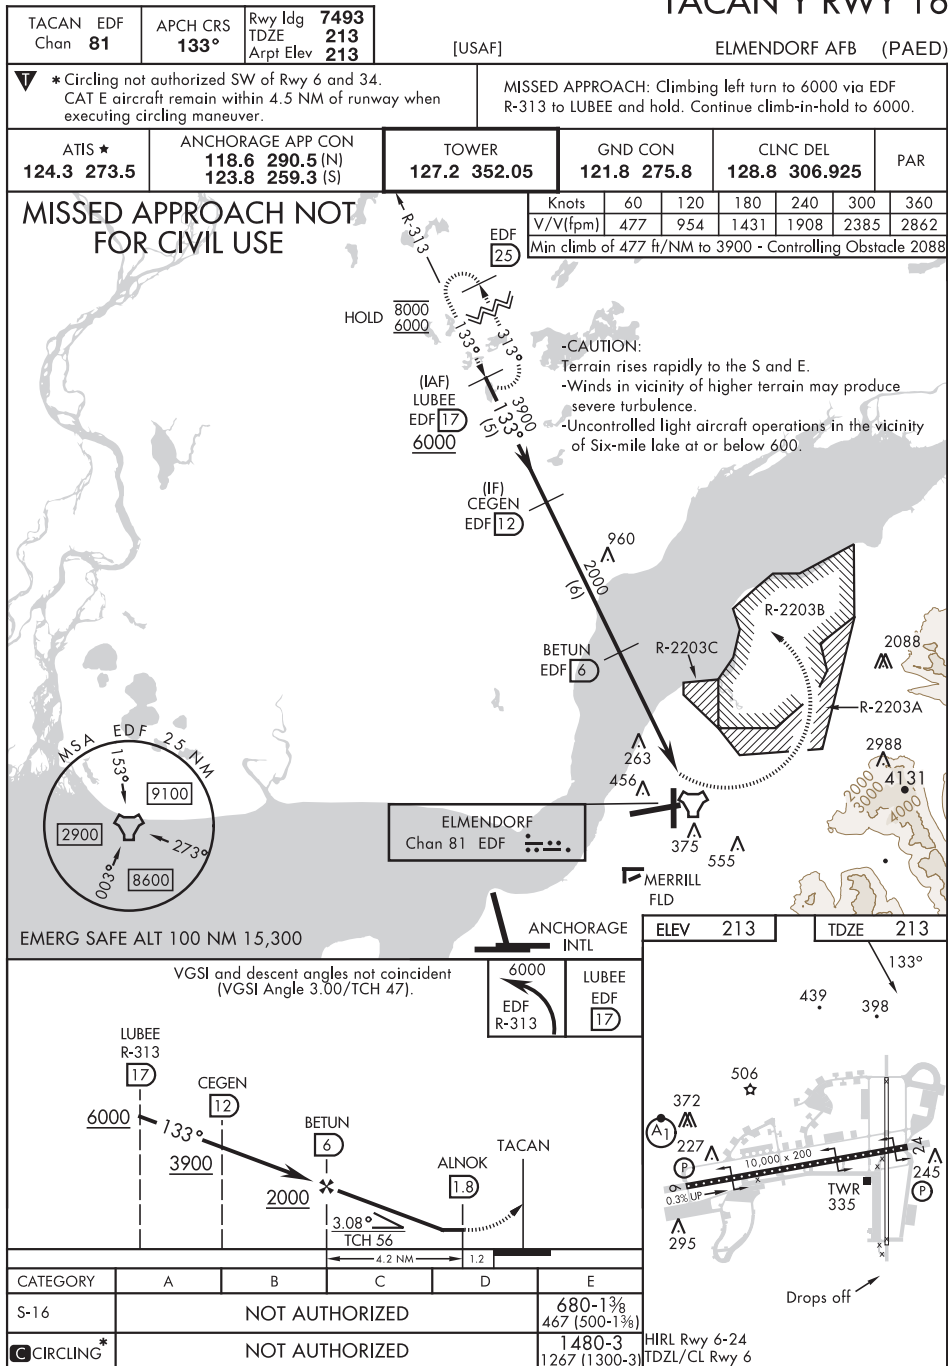 TACAN Y RWY 16
TACAN EDF
Chan 81
APCH CRS
133°
Rwy ldg 7493
TDZE 213
Arpt Elev 213
[USAF]
ELMENDORF AFB (PAED)
T
* Circling not authorized SW of Rwy 6 and 34.
CAT E aircraft remain within 4.5 NM of runway when
executing circling maneuver.
MISSED APPROACH: Climbing left turn to 6000 via EDF
R-313 to LUBEE and hold. Continue climb-in-hold to 6000.
ATIS ★
124.3 273.5
ANCHORAGE APP CON
118.6 290.5 (N)
123.8 259.3 (S)
TOWER
127.2 352.05
GND CON
121.8 275.8
CLNC DEL
128.8 306.925
PAR
MISSED APPROACH NOT
FOR CIVIL USE
Knots 60 120 180 240 300 360
V/V(fpm) 477 954 1431 1908 2385 2862
Min climb of 477 ft/NM to 3900 - Controlling Obstacle 2088
R-313
EDF
25
HOLD 8000
6000
133°
313°
(IAF)
LUBEE
EDF 17
6000
3900
133°
(5)
-CAUTION:
Terrain rises rapidly to the S and E.
-Winds in vicinity of higher terrain may produce
severe turbulence.
-Uncontrolled light aircraft operations in the vicinity
of Six-mile lake at or below 600.
(IF)
CEGEN
EDF 12
960
2000
(6)
R-2203B
BETUN
EDF 6
R-2203C
2088
R-2203A
263
456
2988
4131
2000
3000
4000
MSA EDF 25 NM
153°
9100
2900
273°
003°
8600
ELMENDORF
Chan 81 EDF
375
555
MERRILL
FLD
ANCHORAGE
INTL
EMERG SAFE ALT 100 NM 15,300
VGSI and descent angles not coincident
(VGSI Angle 3.00/TCH 47).
6000
EDF
R-313
LUBEE
EDF
17
LUBEE
R-313
17
CEGEN
12
BETUN
6
TACAN
ALNOK
1.8
6000
133°
3900
2000
3.08°
TCH 56
4.2 NM
1.2
ELEV 213
TDZE 213
133°
439
398
506
372
A1
227
P
10,000 x 200
6
24
0.3% UP
245
P
TWR
335
295
Drops off
HIRL Rwy 6-24
TDZL/CL Rwy 6
CATEGORY A B C D E
S-16 NOT AUTHORIZED 680-1⅜
467 (500-1⅜)
C CIRCLING* NOT AUTHORIZED 1480-3
1267 (1300-3)